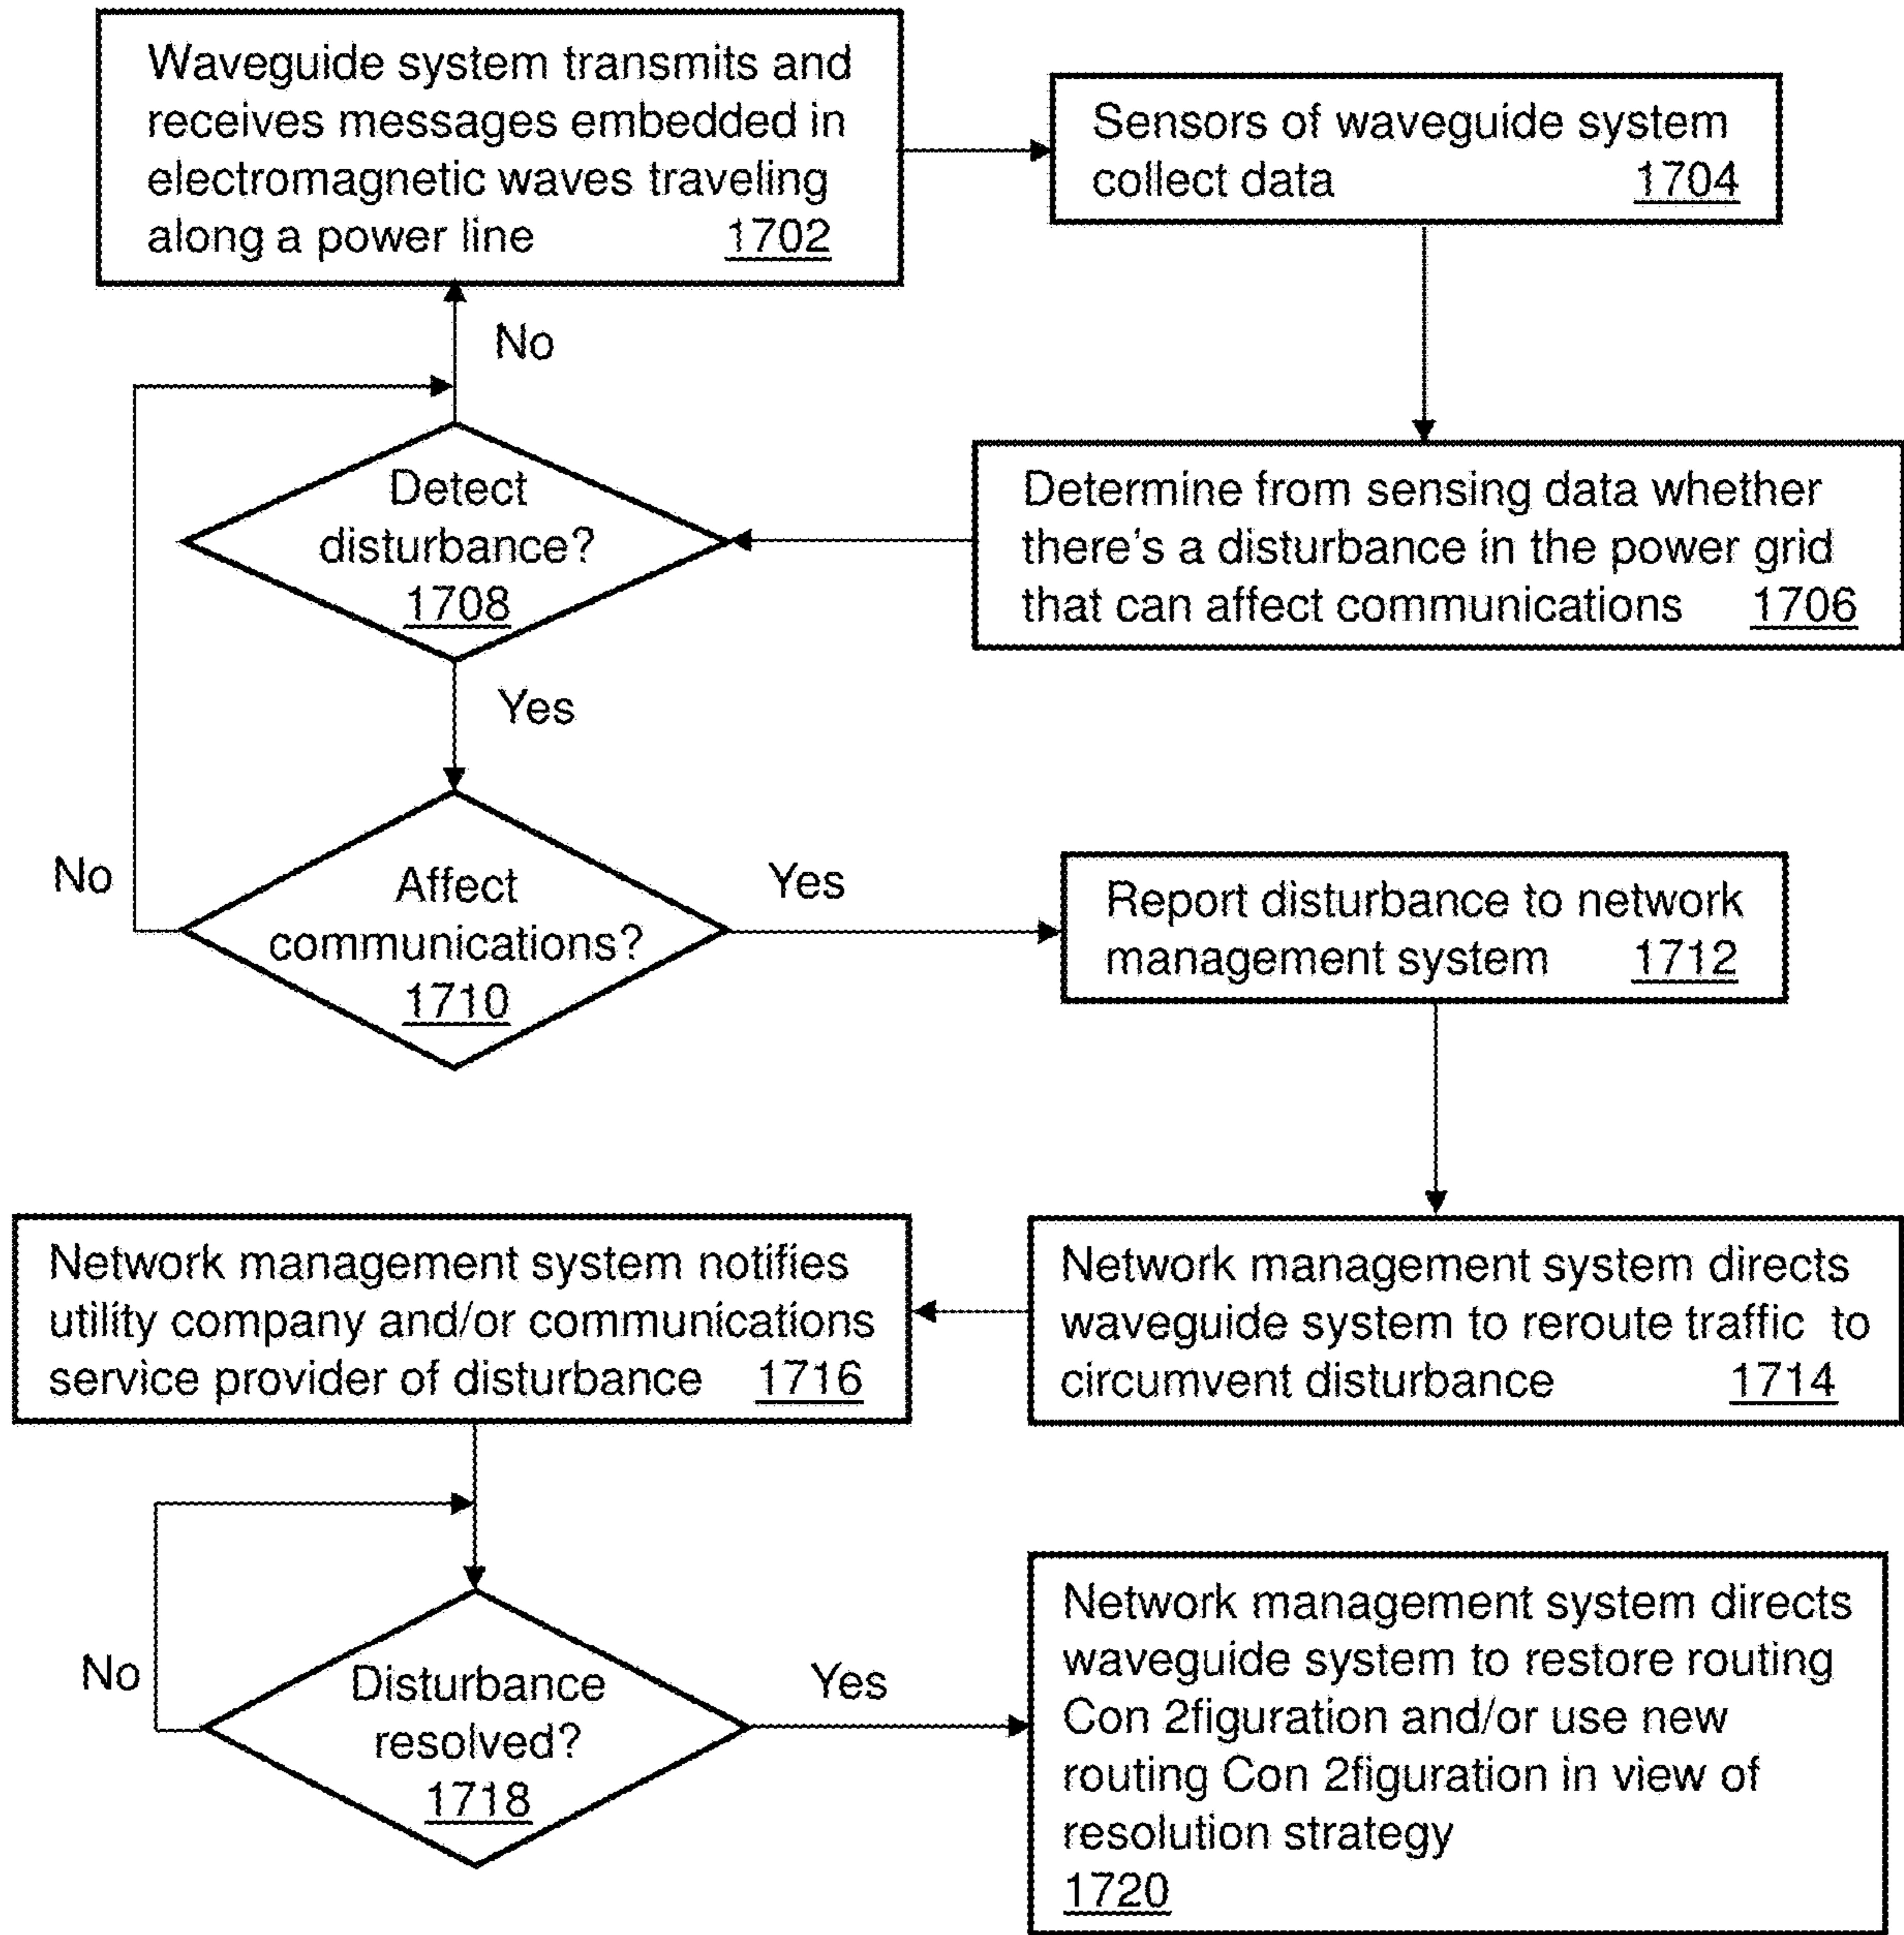 Waveguide system transmits and
receives messages embedded in
electromagnetic waves traveling
along a power line 1702
Sensors of waveguide system
collect data 1704
No
Detect
disturbance?
1708
Determine from sensing data whether
there's a disturbance in the power grid
that can affect communications 1706
Yes
No
Affect
communications?
1710
Yes
Report disturbance to network
management system 1712
Network management system notifies
utility company and/or communications
service provider of disturbance 1716
Network management system directs
waveguide system to reroute traffic to
circumvent disturbance 1714
No
Disturbance
resolved?
1718
Yes
Network management system directs
waveguide system to restore routing
Con 2figuration and/or use new
routing Con 2figuration in view of
resolution strategy
1720